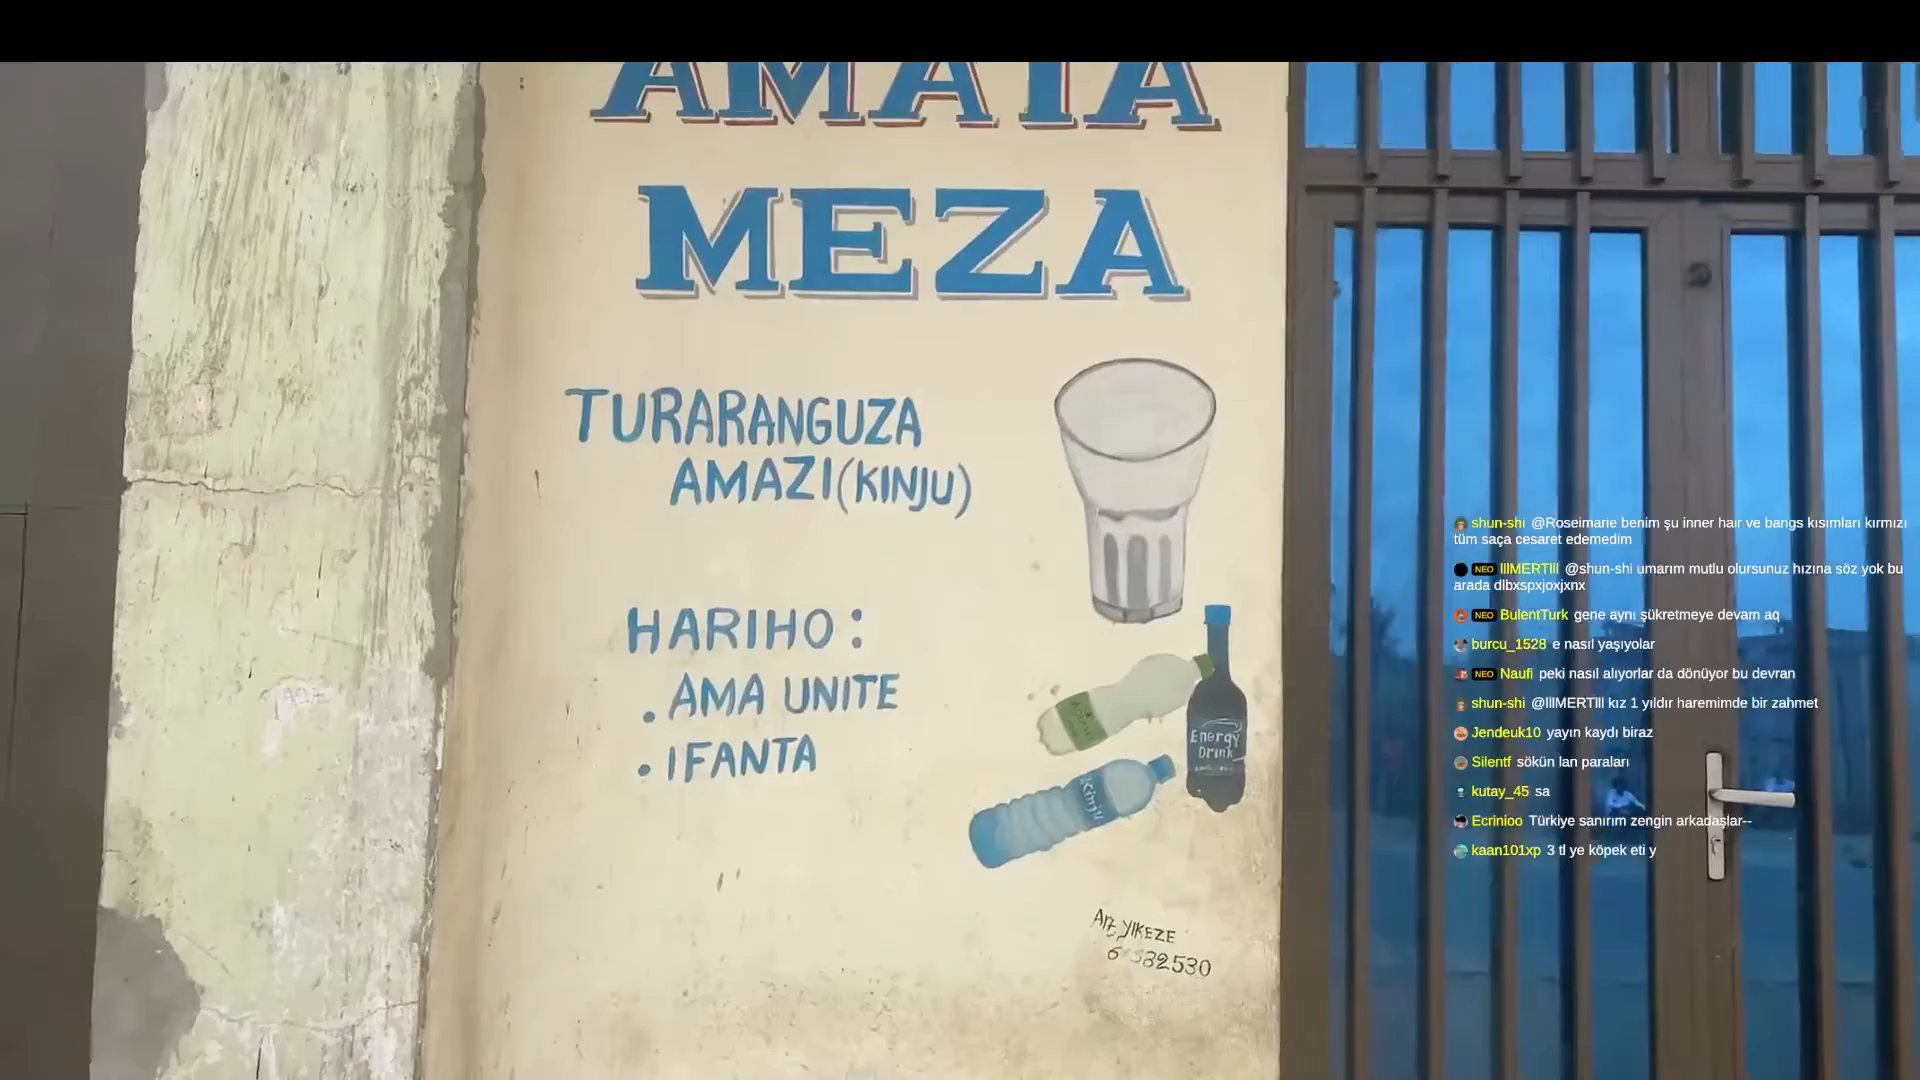 AMATA
MEZA
TURARANGUZA
AMAZI(KINJU)
HARIHO :
• AMA UNITE
• IFANTA
Energy
Drink
Kinju
YIKEZE
shun-shi @Roseimarie benim şu inner hair ve bangs kısımları kırmızı
tüm saça cesaret edemedim
NEO lllMERTlll @shun-shi umarım mutlu olursunuz hızına söz yok bu
arada dlbxspxjoxjxnx
NEO BulentTurk gene aynı şükretmeye devam aq
burcu_1528 e nasıl yaşıyolar
NEO Naufi peki nasıl alıyorlar da dönüyor bu devran
shun-shi @lllMERTlll kız 1 yıldır haremimde bir zahmet
Jendeuk10 yayın kaydı biraz
Silentf sökün lan paraları
kutay_45 sa
Ecrinioo Türkiye sanırım zengin arkadaşlar--
kaan101xp 3 tl ye köpek eti y